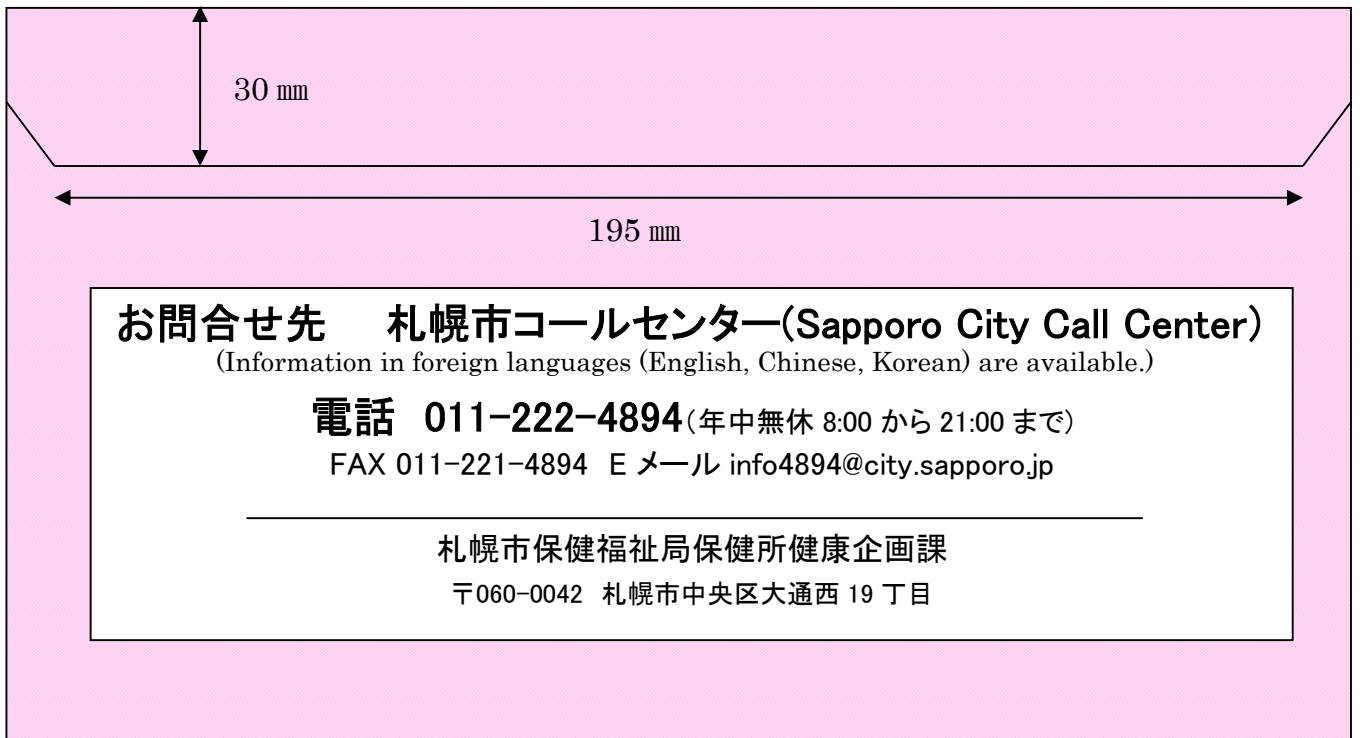 30 ㎜
195 ㎜
お問合せ先　札幌市コールセンター(Sapporo City Call Center)
(Information in foreign languages (English, Chinese, Korean) are available.)
電話　011-222-4894（年中無休 8:00 から 21:00 まで）
FAX 011-221-4894　E メール info4894@city.sapporo.jp
札幌市保健福祉局保健所健康企画課
〒060-0042　札幌市中央区大通西 19 丁目